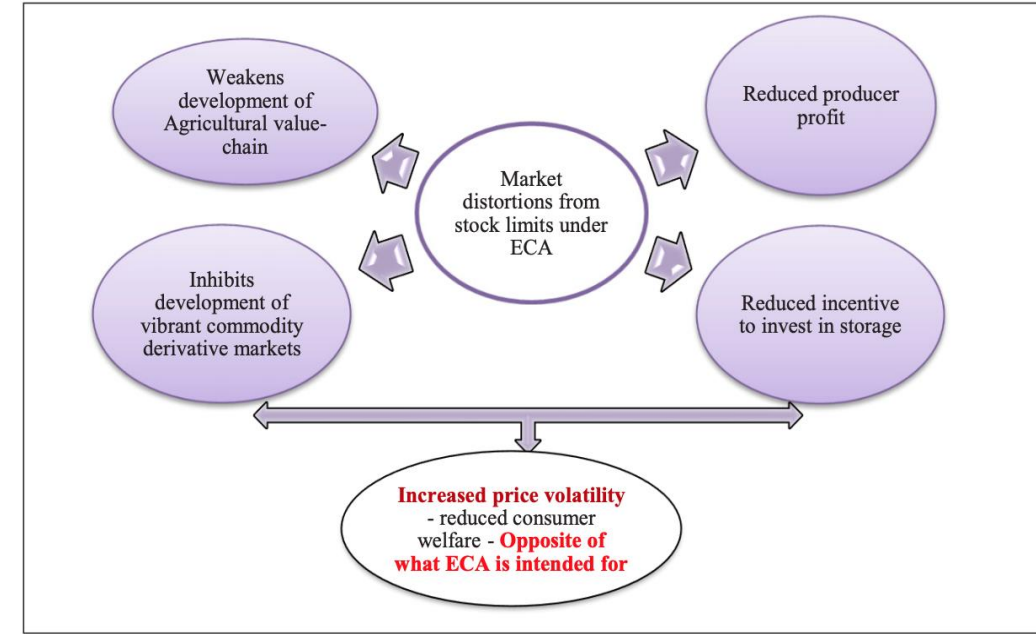 Weakens
development of
Agricultural value-
chain
Reduced producer
profit
Market
distortions from
stock limits under
ECA
Inhibits
development of
vibrant commodity
derivative markets
Reduced incentive
to invest in storage
Increased price volatility
- reduced consumer
welfare - Opposite of
what ECA is intended for